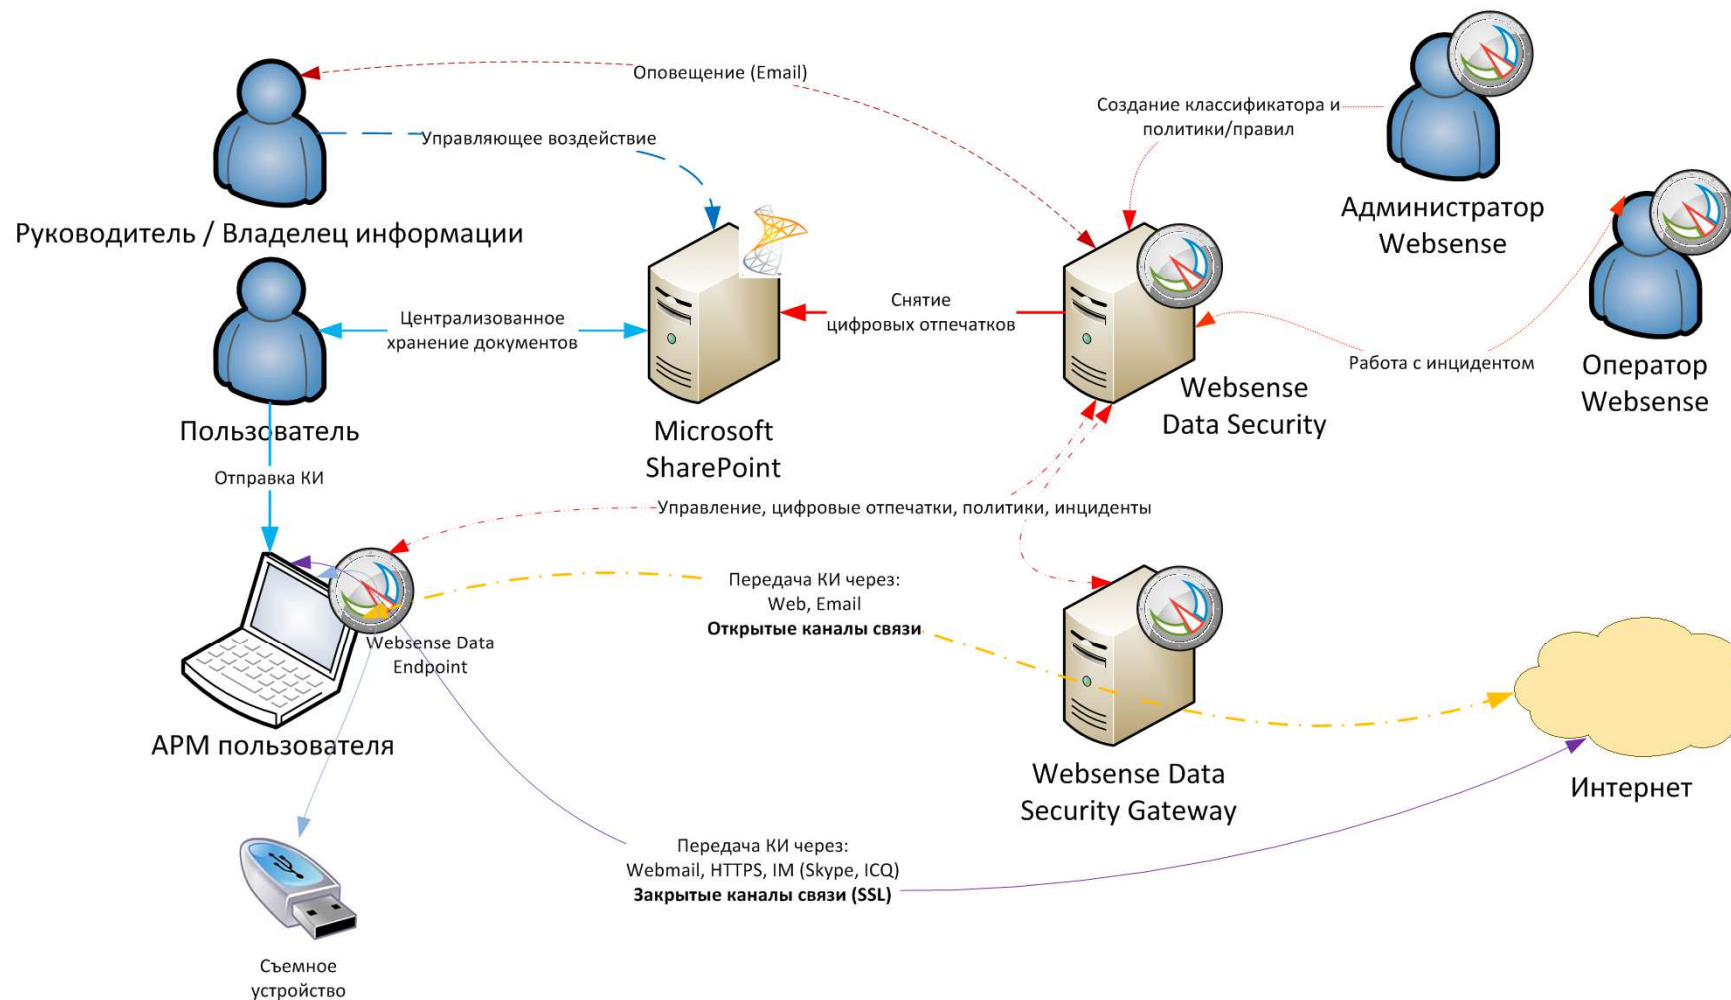 Оповещение (Email)
Создание классификатора и
политики/правил
Управляющее воздействие
Руководитель / Владелец информации
Администратор
Websense
Централизованное
хранение документов
Снятие
цифровых отпечатков
Работа с инцидентом
Оператор
Websense
Пользователь
Microsoft
SharePoint
Websense
Data Security
Отправка КИ
Управление, цифровые отпечатки, политики, инциденты
Передача КИ через:
Web, Email
Открытые каналы связи
Websense Data
Endpoint
АРМ пользователя
Websense Data
Security Gateway
Интернет
Передача КИ через:
Webmail, HTTPS, IM (Skype, ICQ)
Закрытые каналы связи (SSL)
Съемное
устройство